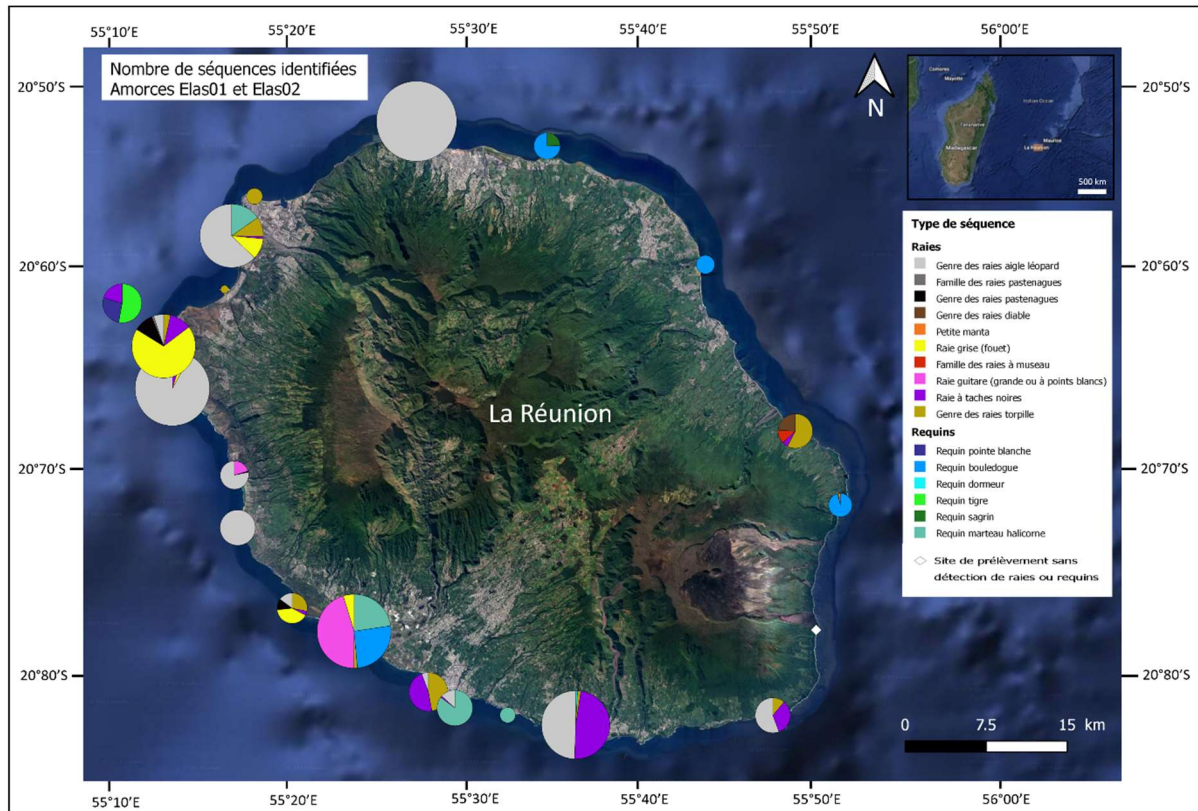 55°10'E 55°20'E 55°30'E 55°40'E 55°50'E 56°00'E
Nombre de séquences identifiées
Amorces Elas01 et Elas02
N
20°50'S 20°50'S
20°60'S 20°60'S
20°70'S 20°70'S
20°80'S 20°80'S
La Réunion
Comores
Mayotte
Madagascar
Maurice
La Réunion
500 km
Type de séquence
Raies
Genre des raies aigle léopard
Famille des raies pastenagues
Genre des raies pastenagues
Genre des raies diable
Petite manta
Raie grise (fouet)
Famille des raies à museau
Raie guitare (grande ou à points blancs)
Raie à taches noires
Genre des raies torpille
Requins
Requin pointe blanche
Requin bouledogue
Requin dormeur
Requin tigre
Requin sagrin
Requin marteau halicorne
Site de prélèvement sans
détection de raies ou requins
0 7.5 15 km
55°10'E 55°20'E 55°30'E 55°40'E 55°50'E 56°00'E